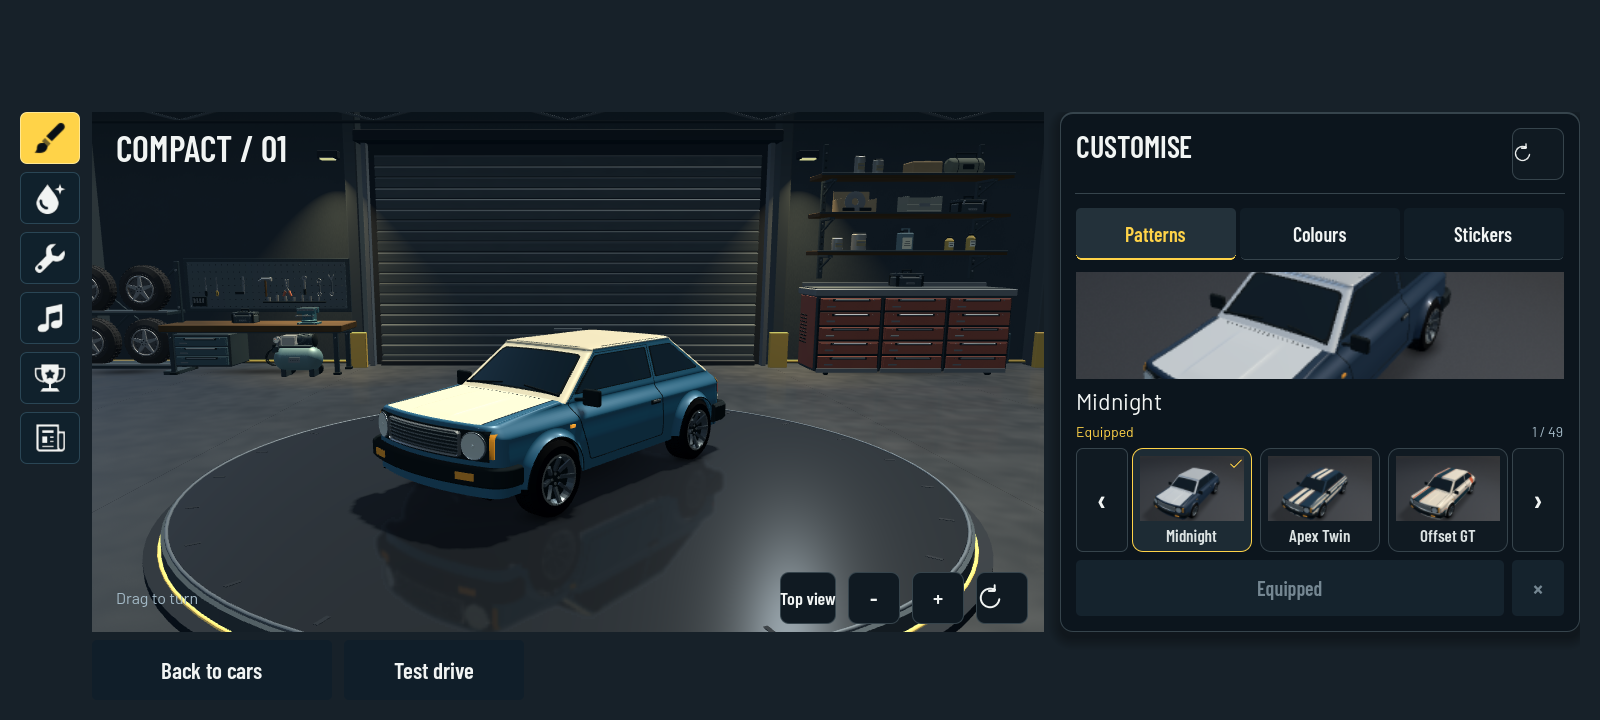 COMPACT / 01
CUSTOMISE
Patterns
Colours
Stickers
Midnight
Equipped
1 / 49
‹
Midnight
Apex Twin
Offset GT
›
Equipped
×
Drag to turn
Top view
-
+
Back to cars
Test drive